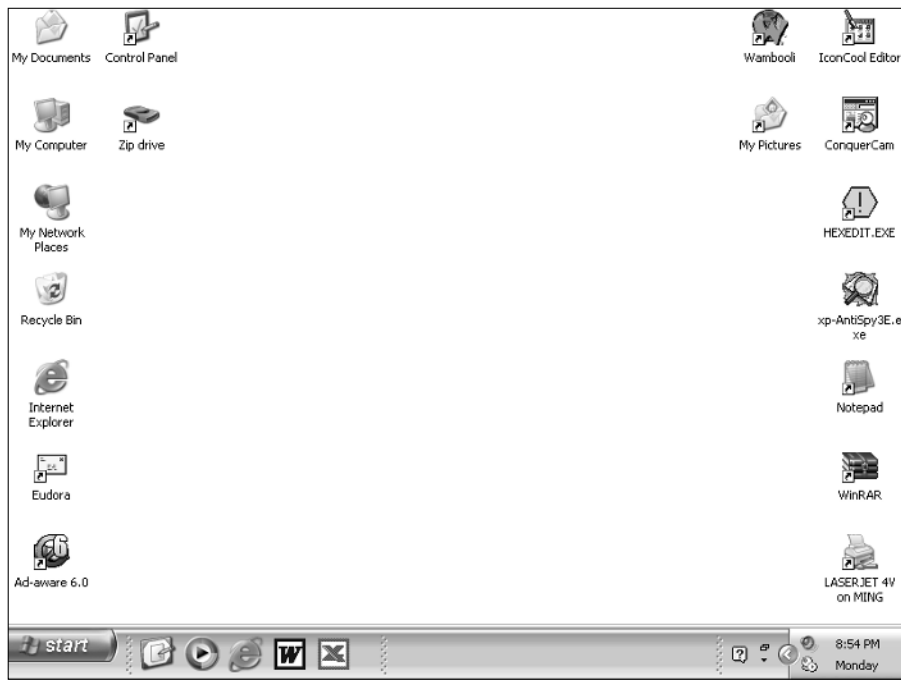 My Documents
Control Panel
Wambooli
IconCool Editor
My Computer
Zip drive
My Pictures
ConquerCam
My Network
Places
HEXEDIT.EXE
Recycle Bin
xp-AntiSpy3E.e
xe
Internet
Explorer
Notepad
Eudora
WinRAR
6
Ad-aware 6.0
LASERJET 4V
on MING
start
W
X
?
8:54 PM
Monday